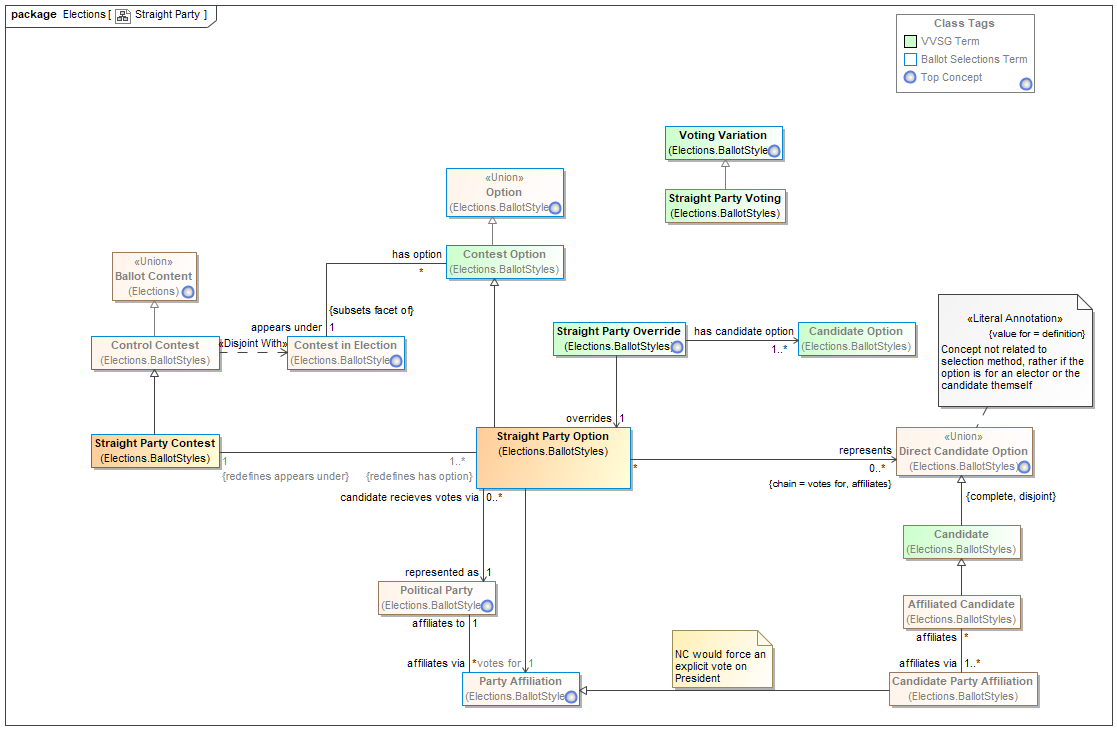 package Elections [ Straight Party ]
Class Tags
VVSG Term
Ballot Selections Term
Top Concept
Voting Variation
(Elections.BallotStyle
Straight Party Voting
(Elections.BallotStyles)
«Union»
Option
(Elections.BallotStyle
has option
*
Contest Option
(Elections.BallotStyles)
«Union»
Ballot Content
(Elections)
{subsets facet of}
appears under 1
Control Contest
(Elections.BallotStyles)
«Disjoint With»
Contest in Election
(Elections.BallotStyles
Straight Party Override
(Elections.BallotStyles
has candidate option
1..*
Candidate Option
(Elections.BallotStyles)
«Literal Annotation»
{value for = definition}
Concept not related to
selection method, rather if the
option is for an elector or the
candidate themself
overrides 1
Straight Party Contest
(Elections.BallotStyles)
1
{redefines appears under}
1..*
{redefines has option}
Straight Party Option
(Elections.BallotStyles)
*
represents
0..*
{chain = votes for, affiliates}
«Union»
Direct Candidate Option
(Elections.BallotStyles)
{complete, disjoint}
candidate recieves votes via 0..*
Candidate
(Elections.BallotStyles)
represented as 1
Political Party
(Elections.BallotStyle
affiliates to 1
Affiliated Candidate
(Elections.BallotStyles)
affiliates *
NC would force an
explicit vote on
President
affiliates via *
votes for 1
affiliates via 1..*
Party Affiliation
(Elections.BallotStyle
Candidate Party Affiliation
(Elections.BallotStyles)